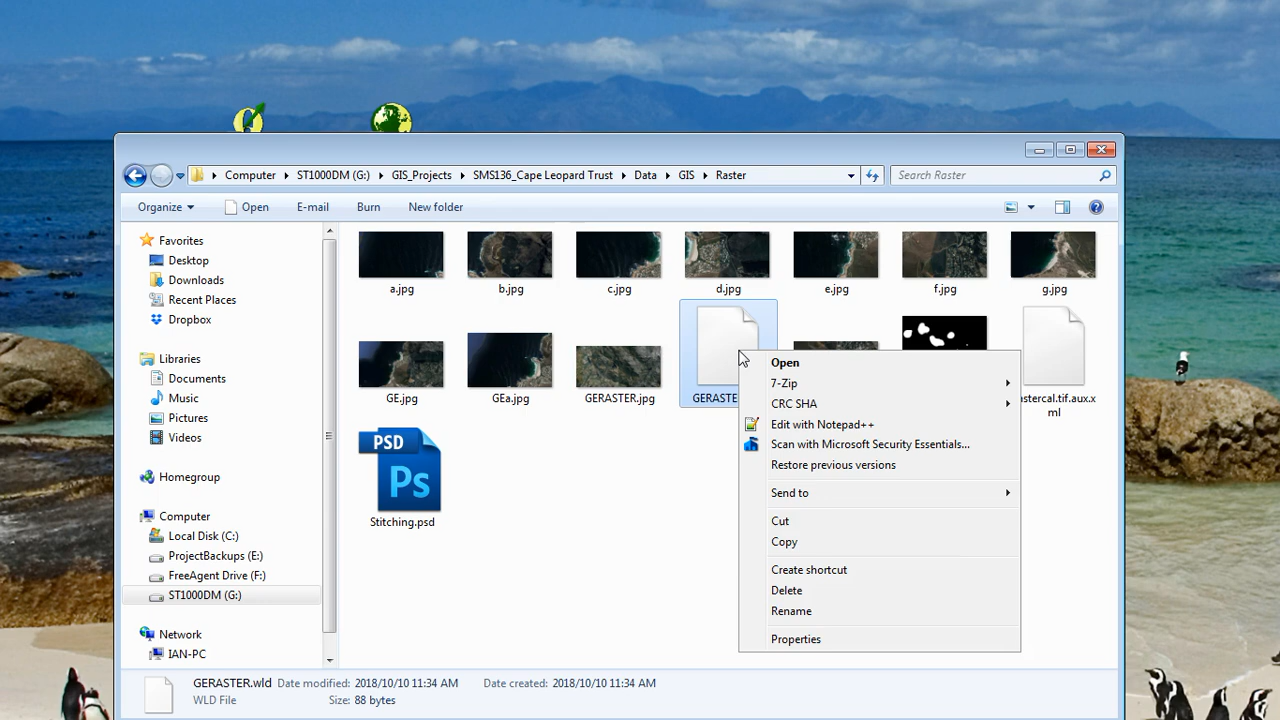 Computer ▸ ST1000DM (G:) ▸ GIS_Projects ▸ SMS136_Cape Leopard Trust ▸ Data ▸ GIS ▸ Raster
Search Raster
Organize Open E-mail Burn New folder
Favorites
Desktop
Downloads
Recent Places
Dropbox
Libraries
Documents
Music
Pictures
Videos
Homegroup
Computer
Local Disk (C:)
ProjectBackups (E:)
FreeAgent Drive (F:)
ST1000DM (G:)
Network
IAN-PC
a.jpg b.jpg c.jpg d.jpg e.jpg f.jpg g.jpg
GE.jpg GEa.jpg GERASTER.jpg GERASTE
stercal.tif.aux.x
ml
PSD
Ps
Stitching.psd
Open
7-Zip
CRC SHA
Edit with Notepad++
Scan with Microsoft Security Essentials...
Restore previous versions
Send to
Cut
Copy
Create shortcut
Delete
Rename
Properties
GERASTER.wld Date modified: 2018/10/10 11:34 AM Date created: 2018/10/10 11:34 AM
WLD File Size: 88 bytes